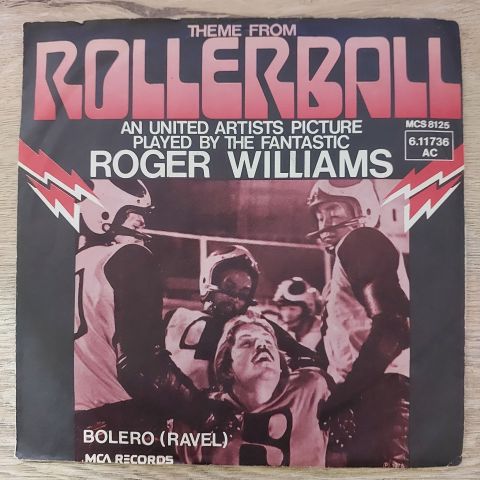 THEME FROM
ROLLERBALL
AN UNITED ARTISTS PICTURE
PLAYED BY THE FANTASTIC
ROGER WILLIAMS
MCS 8125
6.11736
AC
BOLERO (RAVEL)
MCA RECORDS